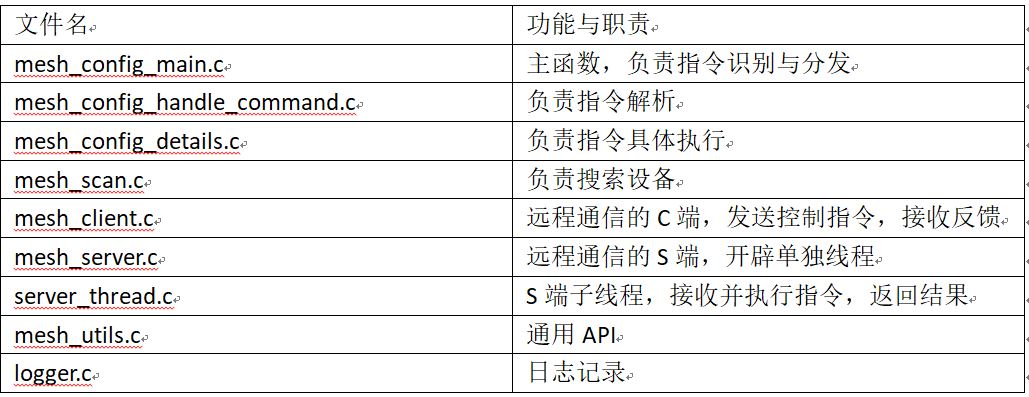 文件名 功能与职责
mesh_config_main.c 主函数，负责指令识别与分发
mesh_config_handle_command.c 负责指令解析
mesh_config_details.c 负责指令具体执行
mesh_scan.c 负责搜索设备
mesh_client.c 远程通信的 C 端，发送控制指令，接收反馈
mesh_server.c 远程通信的 S 端，开辟单独线程
server_thread.c S 端子线程，接收并执行指令，返回结果
mesh_utils.c 通用 API
logger.c 日志记录